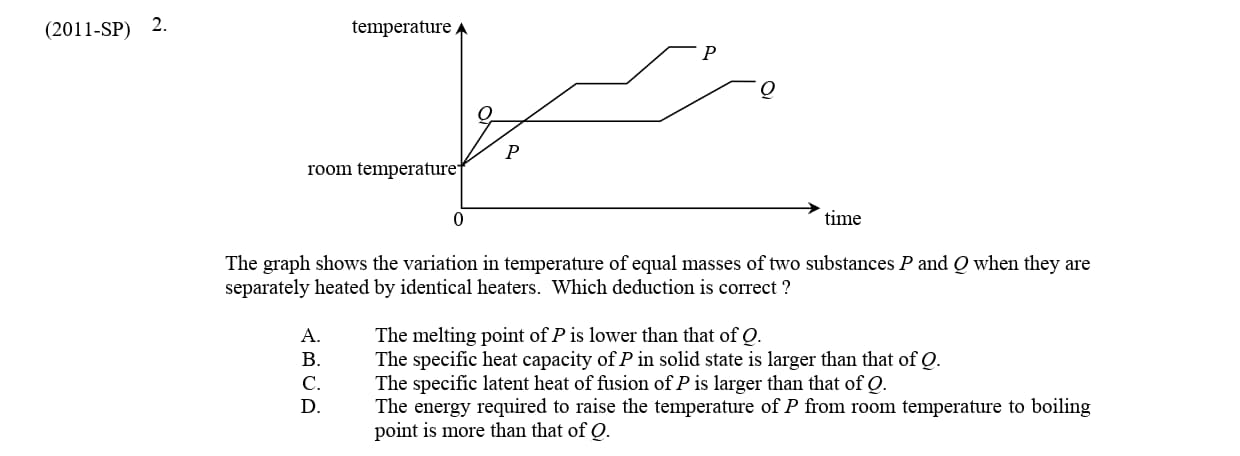 (2011-SP) 2.
temperature
P
Q
Q
P
room temperature
0
time
The graph shows the variation in temperature of equal masses of two substances P and Q when they are
separately heated by identical heaters. Which deduction is correct ?
A. The melting point of P is lower than that of Q.
B. The specific heat capacity of P in solid state is larger than that of Q.
C. The specific latent heat of fusion of P is larger than that of Q.
D. The energy required to raise the temperature of P from room temperature to boiling
point is more than that of Q.